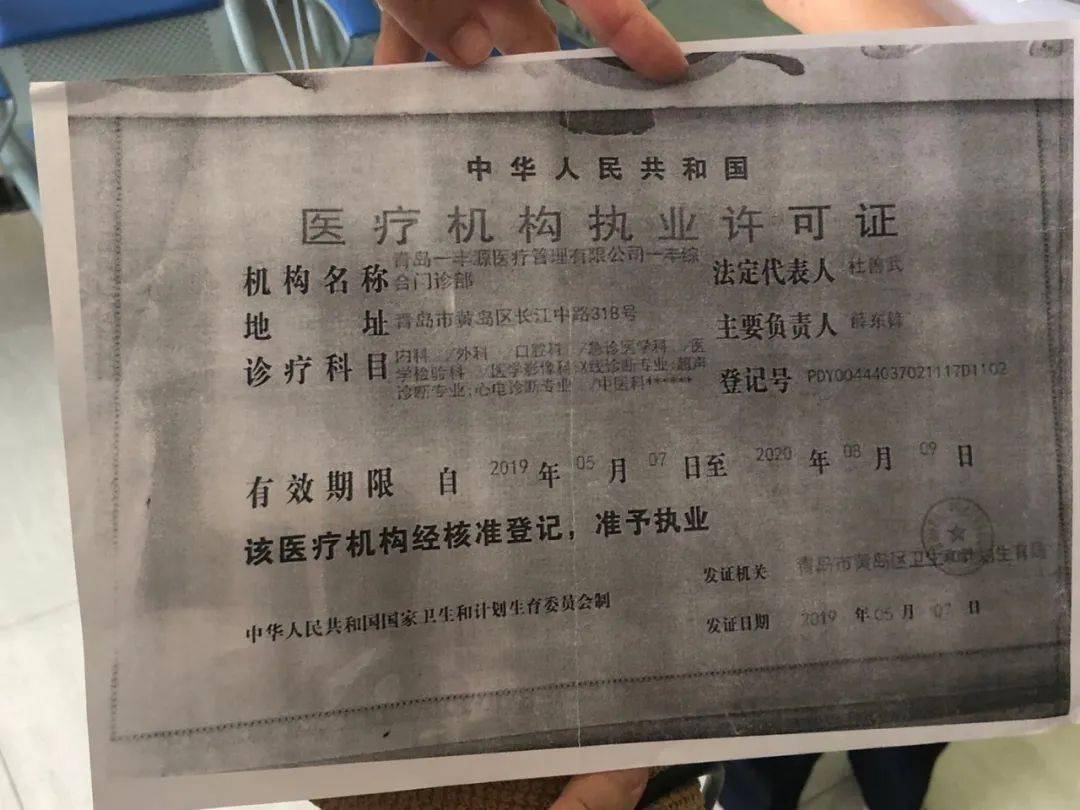 中华人民共和国
医疗机构执业许可证
机构名称 青岛一丰源医疗管理有限公司一丰综合门诊部
法定代表人 杜善武
地址 青岛市黄岛区长江中路318号
主要负责人 薛东锋
诊疗科目 内科 /外科 /口腔科 /急诊医学科 /医
学检验科 /医学影像科:X线诊断专业;超声
诊断专业;心电诊断专业 /中医科******
登记号 PDY00444037021117D1102
有效期限 自 2019 年 05 月 07 日至 2020 年 08 月 09 日
该医疗机构经核准登记，准予执业
发证机关 青岛市黄岛区卫生和计划生育局
中华人民共和国国家卫生和计划生育委员会制
发证日期 2019 年 05 月 07 日